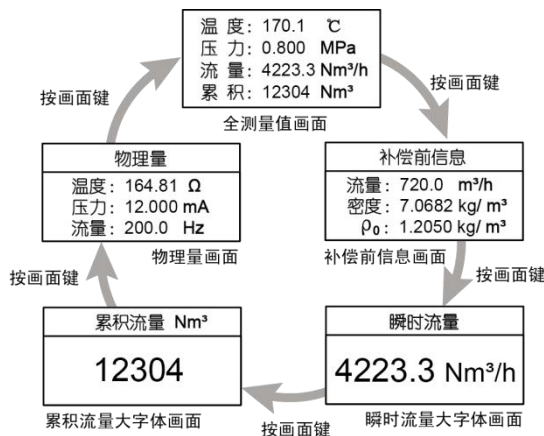 温 度：170.1 ℃
压 力：0.800 MPa
流 量：4223.3 Nm³/h
累 积：12304 Nm³
全测量值画面
按画面键
按画面键
物理量
温度：164.81 Ω
压力：12.000 mA
流量：200.0 Hz
物理量画面
补偿前信息
流量：720.0 m³/h
密度：7.0682 kg/ m³
ρ₀：1.2050 kg/ m³
补偿前信息画面
按画面键
按画面键
累积流量 Nm³
12304
累积流量大字体画面
瞬时流量
4223.3 Nm³/h
瞬时流量大字体画面
按画面键